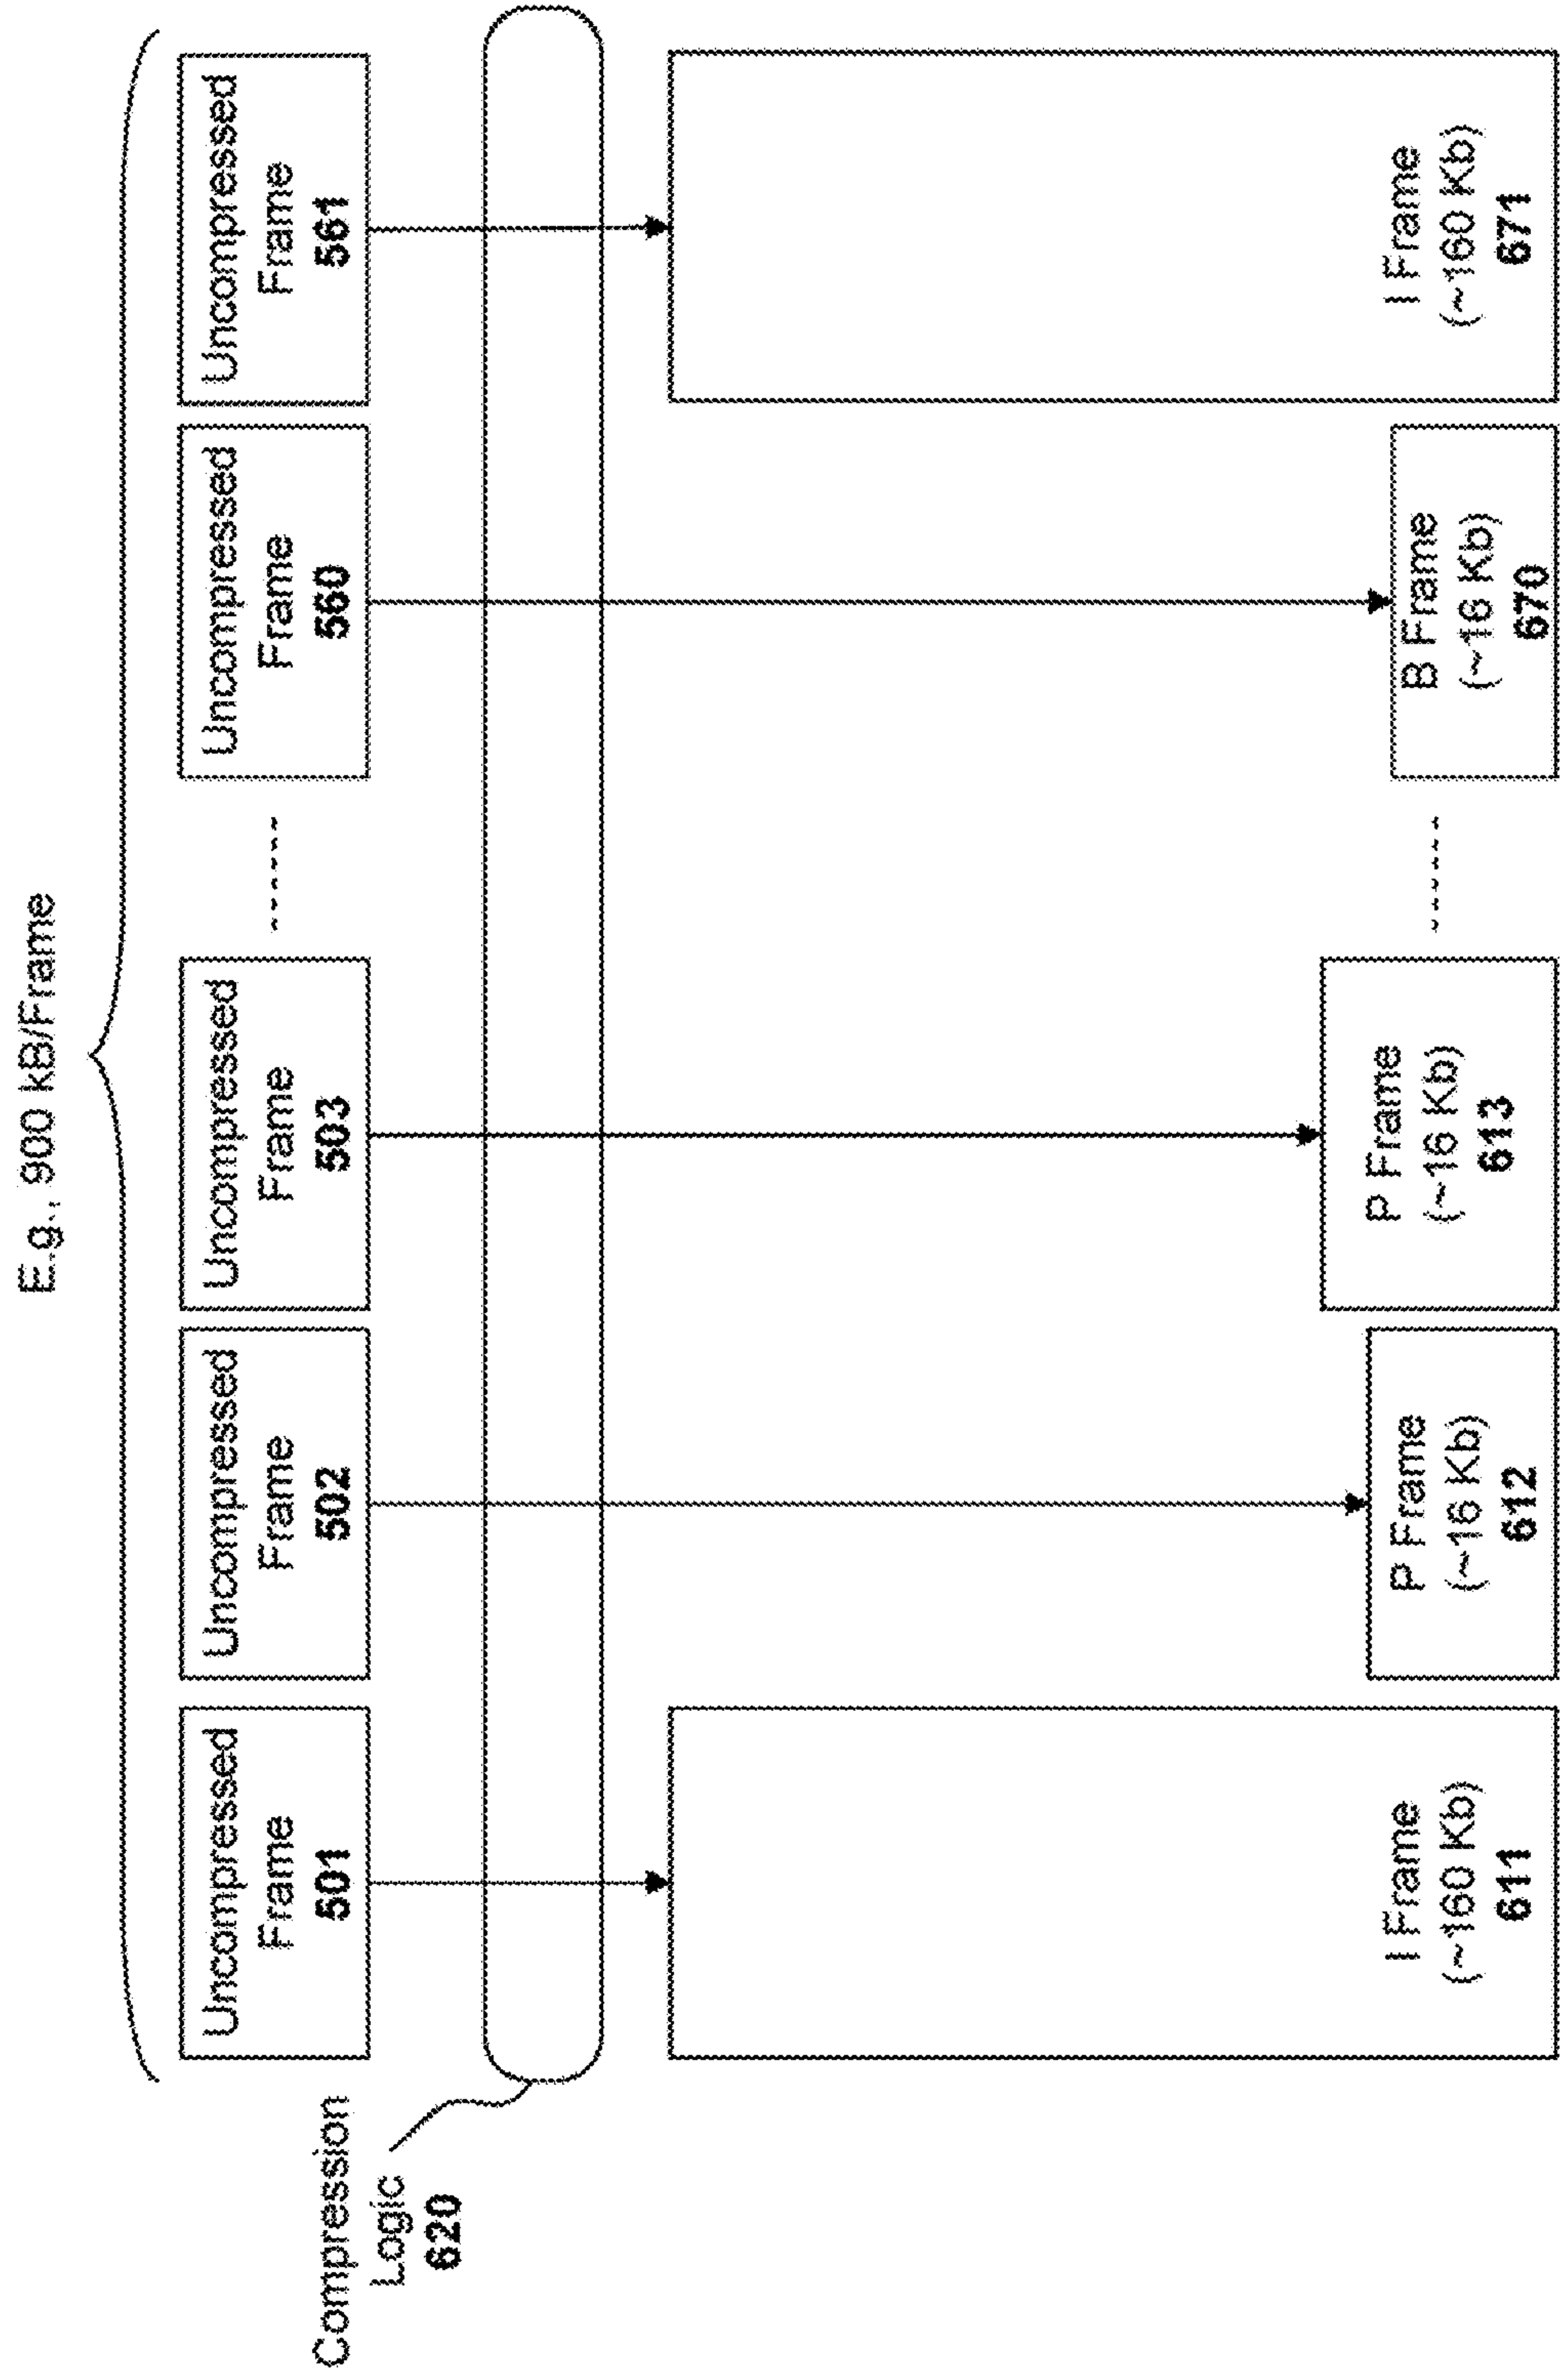 E.g., 900 kB/Frame
Uncompressed
Frame
501
Uncompressed
Frame
502
Uncompressed
Frame
503
Uncompressed
Frame
560
Uncompressed
Frame
561
Compression
Logic
620
I Frame
(~160 Kb)
611
P Frame
(~16 Kb)
612
P Frame
(~16 Kb)
613
B Frame
(~16 Kb)
670
I Frame
(~160 Kb)
671